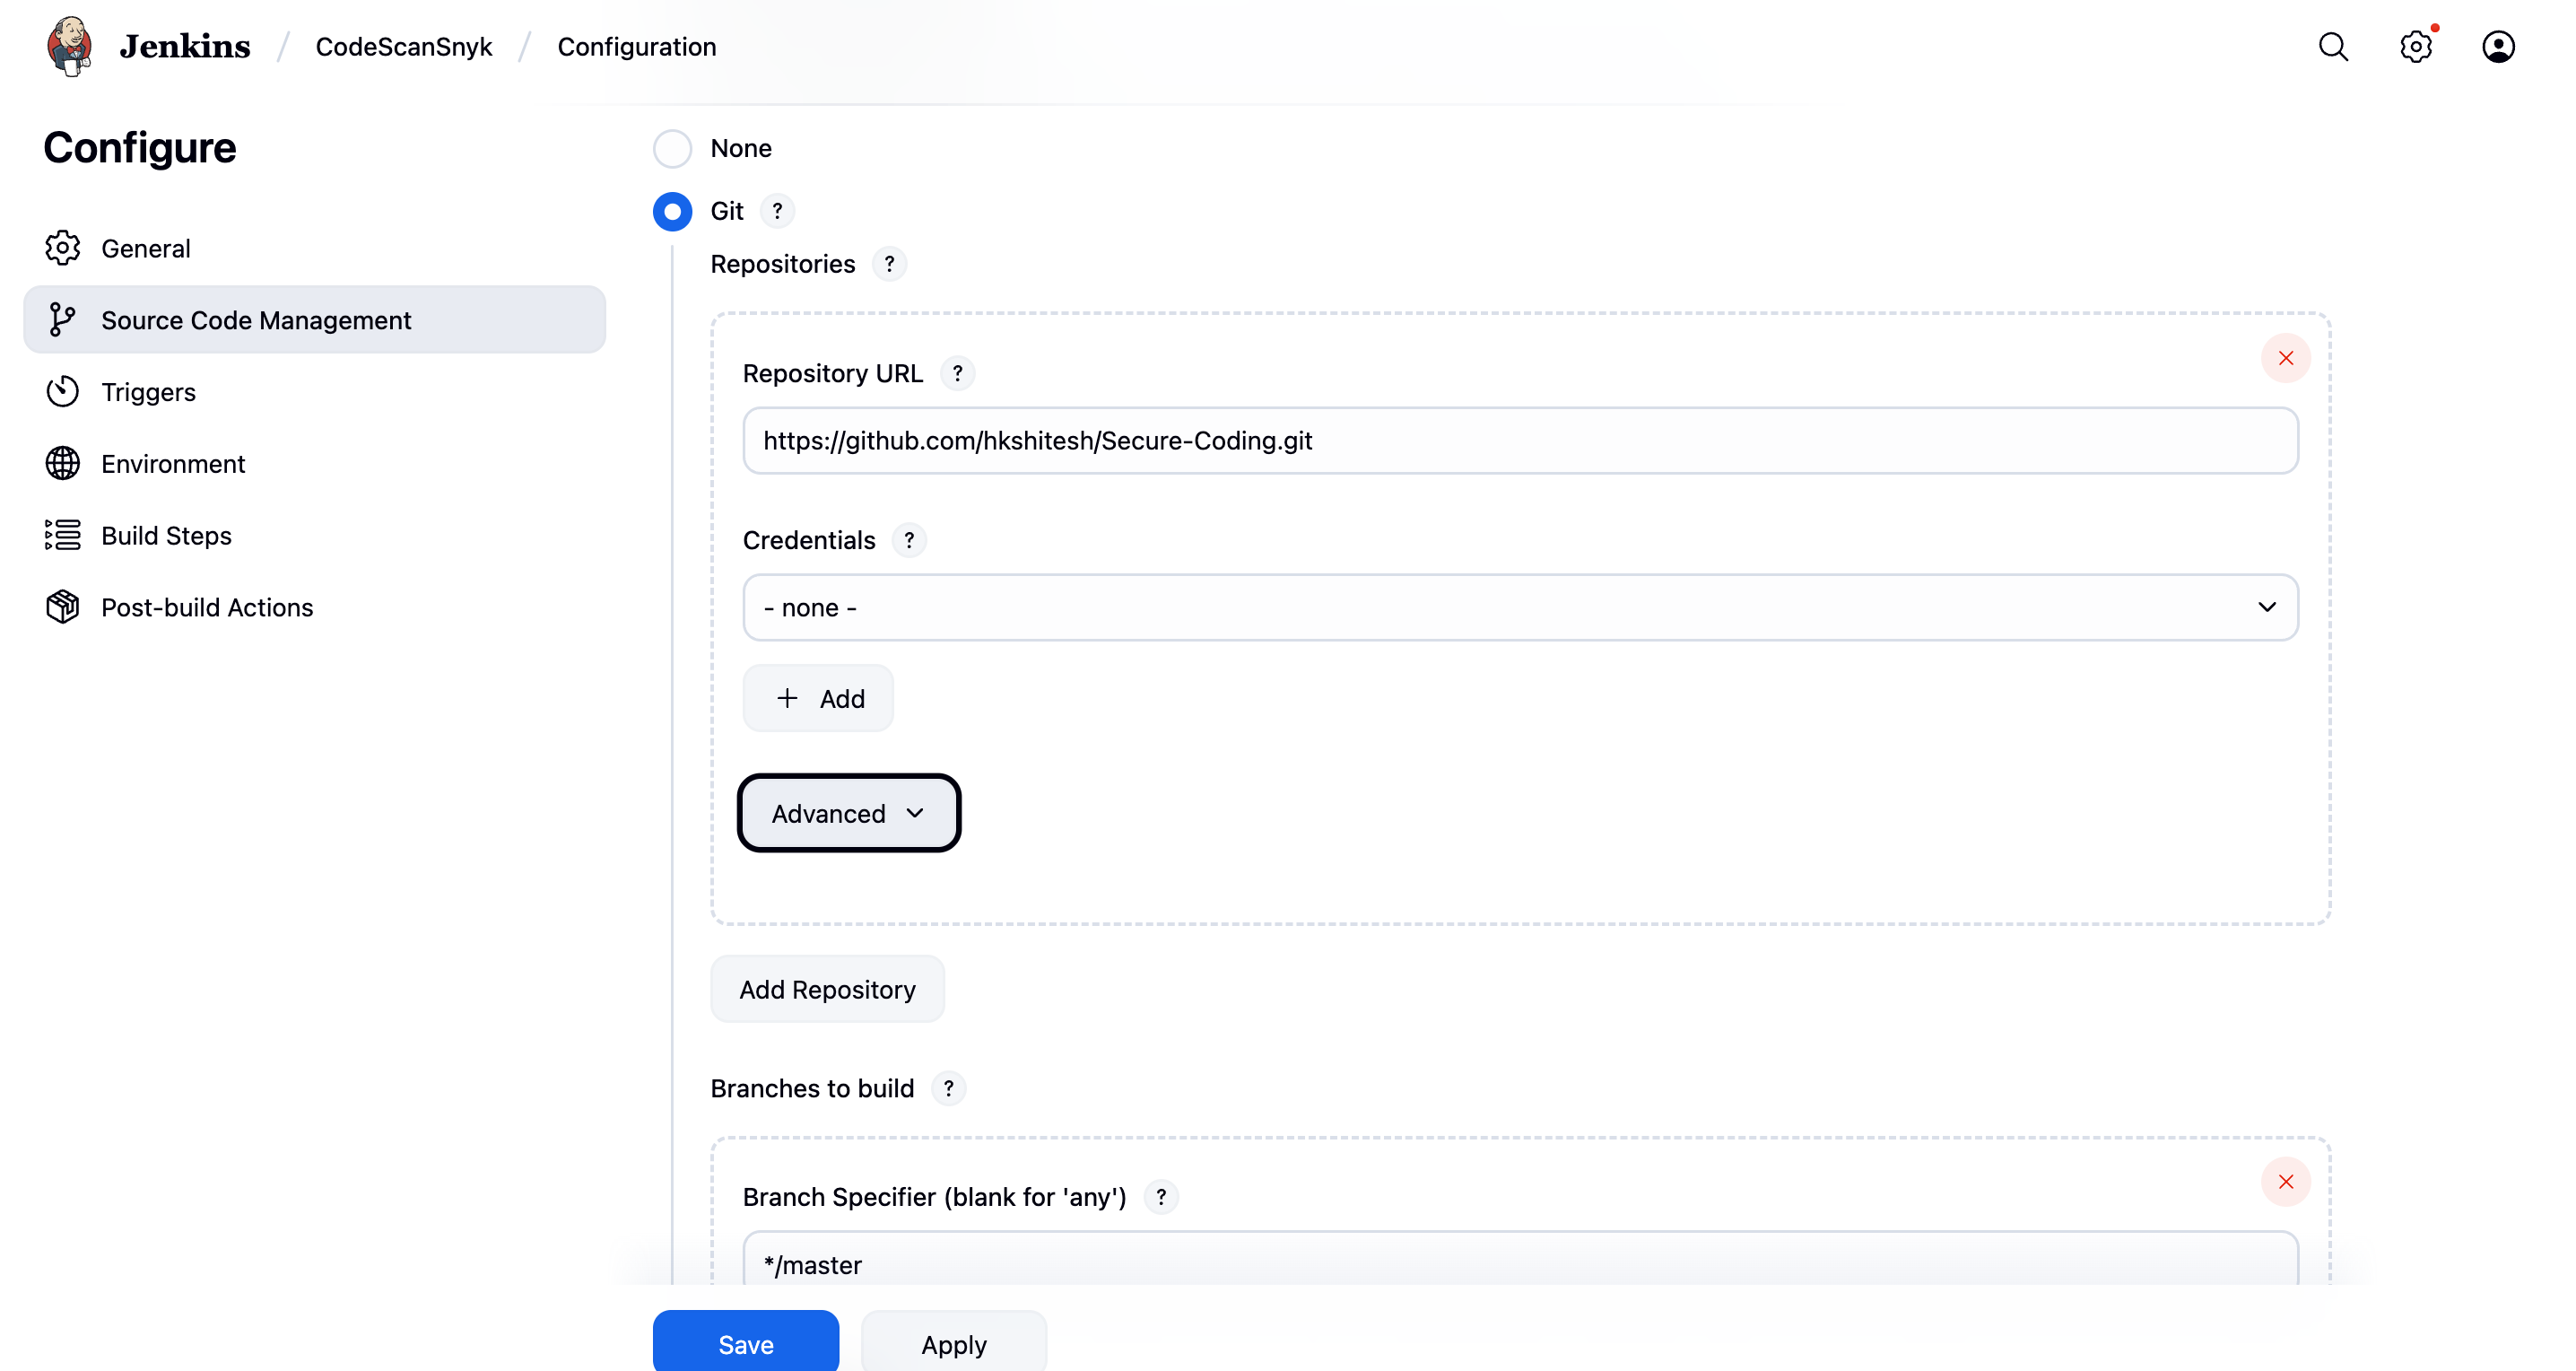 Jenkins / CodeScanSnyk / Configuration
Configure
General
Source Code Management
Triggers
Environment
Build Steps
Post-build Actions
None
Git ?
Repositories ?
Repository URL ?
https://github.com/hkshitesh/Secure-Coding.git
Credentials ?
- none -
+ Add
Advanced
Add Repository
Branches to build ?
Branch Specifier (blank for 'any') ?
*/master
Save Apply